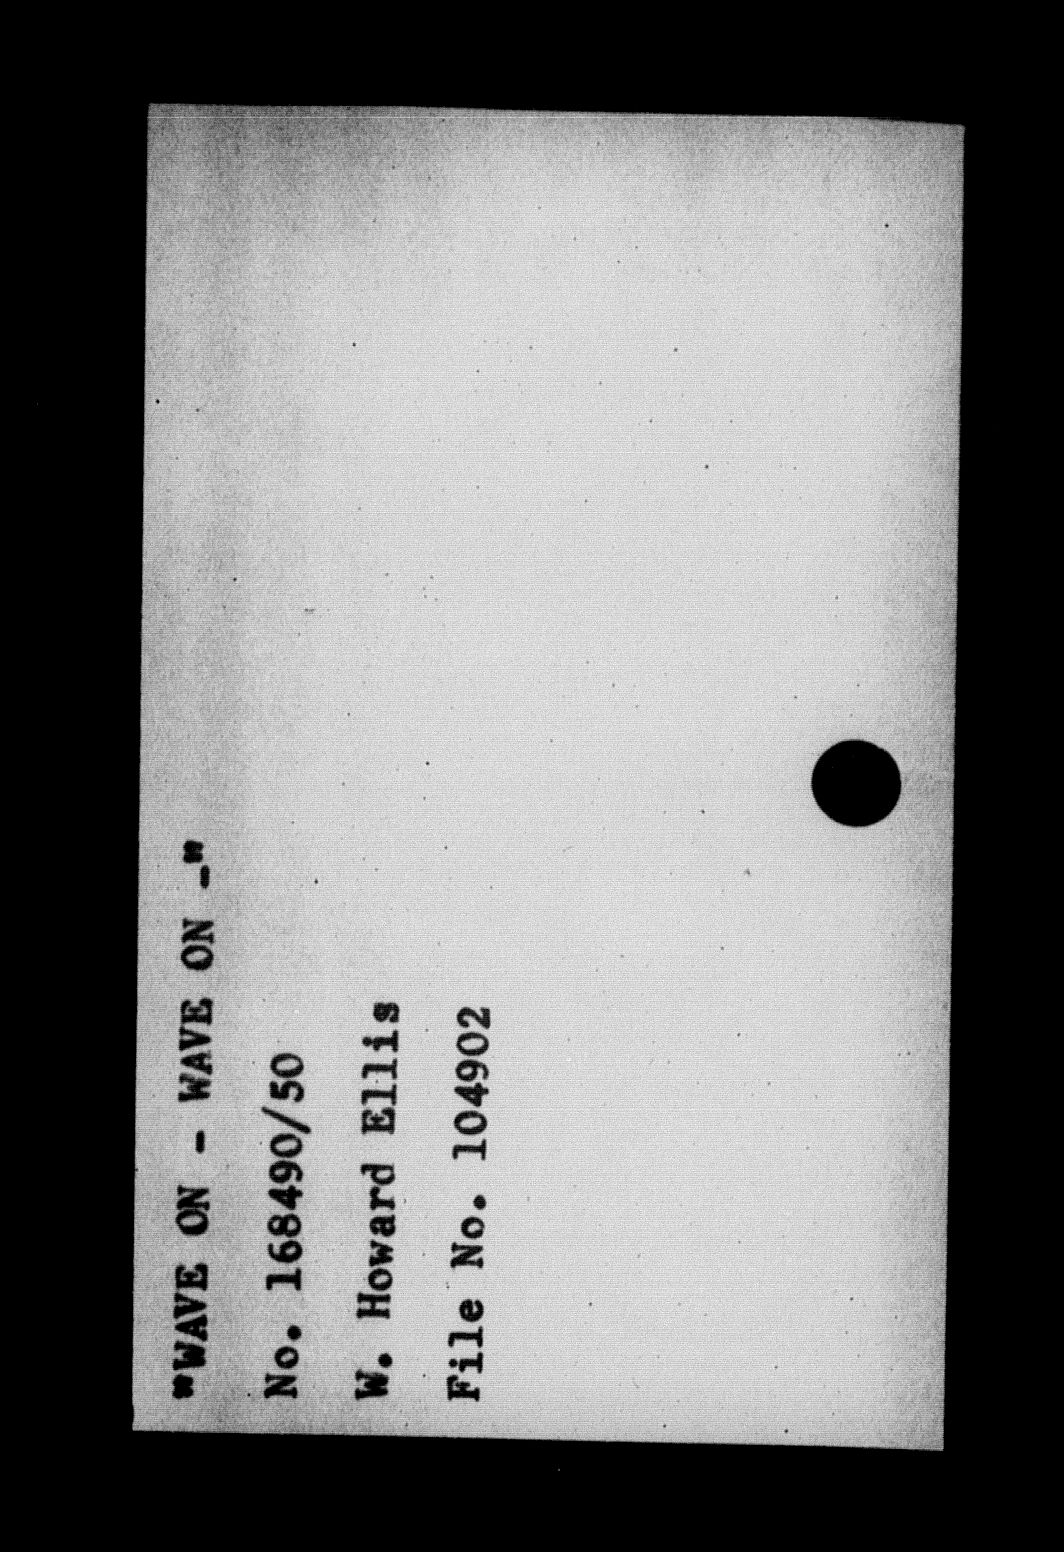 "WAVE ON - WAVE ON -"
No. 168490/50
W. Howard Ellis
File No. 104902